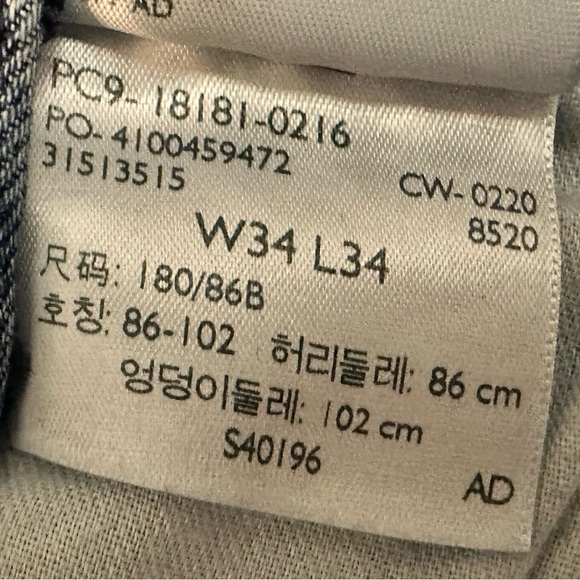 AD
PC9- 18181-0216
PO- 4100459472
31513515
CW- 0220
8520
W34 L34
尺码: 180/86B
호칭: 86-102 허리둘레: 86 cm
엉덩이둘레: 102 cm
S40196
AD